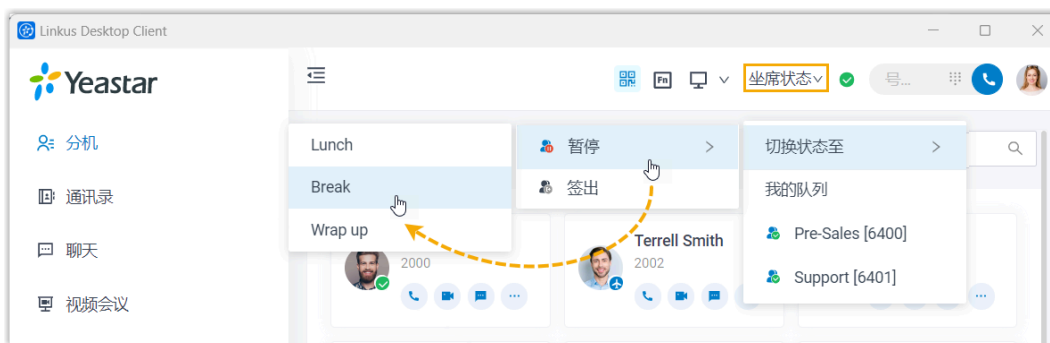 Linkus Desktop Client
Yeastar
Fn
坐席状态
号...
分机
通讯录
聊天
视频会议
Lunch
Break
Wrap up
暂停
签出
切换状态至
我的队列
Pre-Sales [6400]
Support [6401]
2000
Terrell Smith
2002